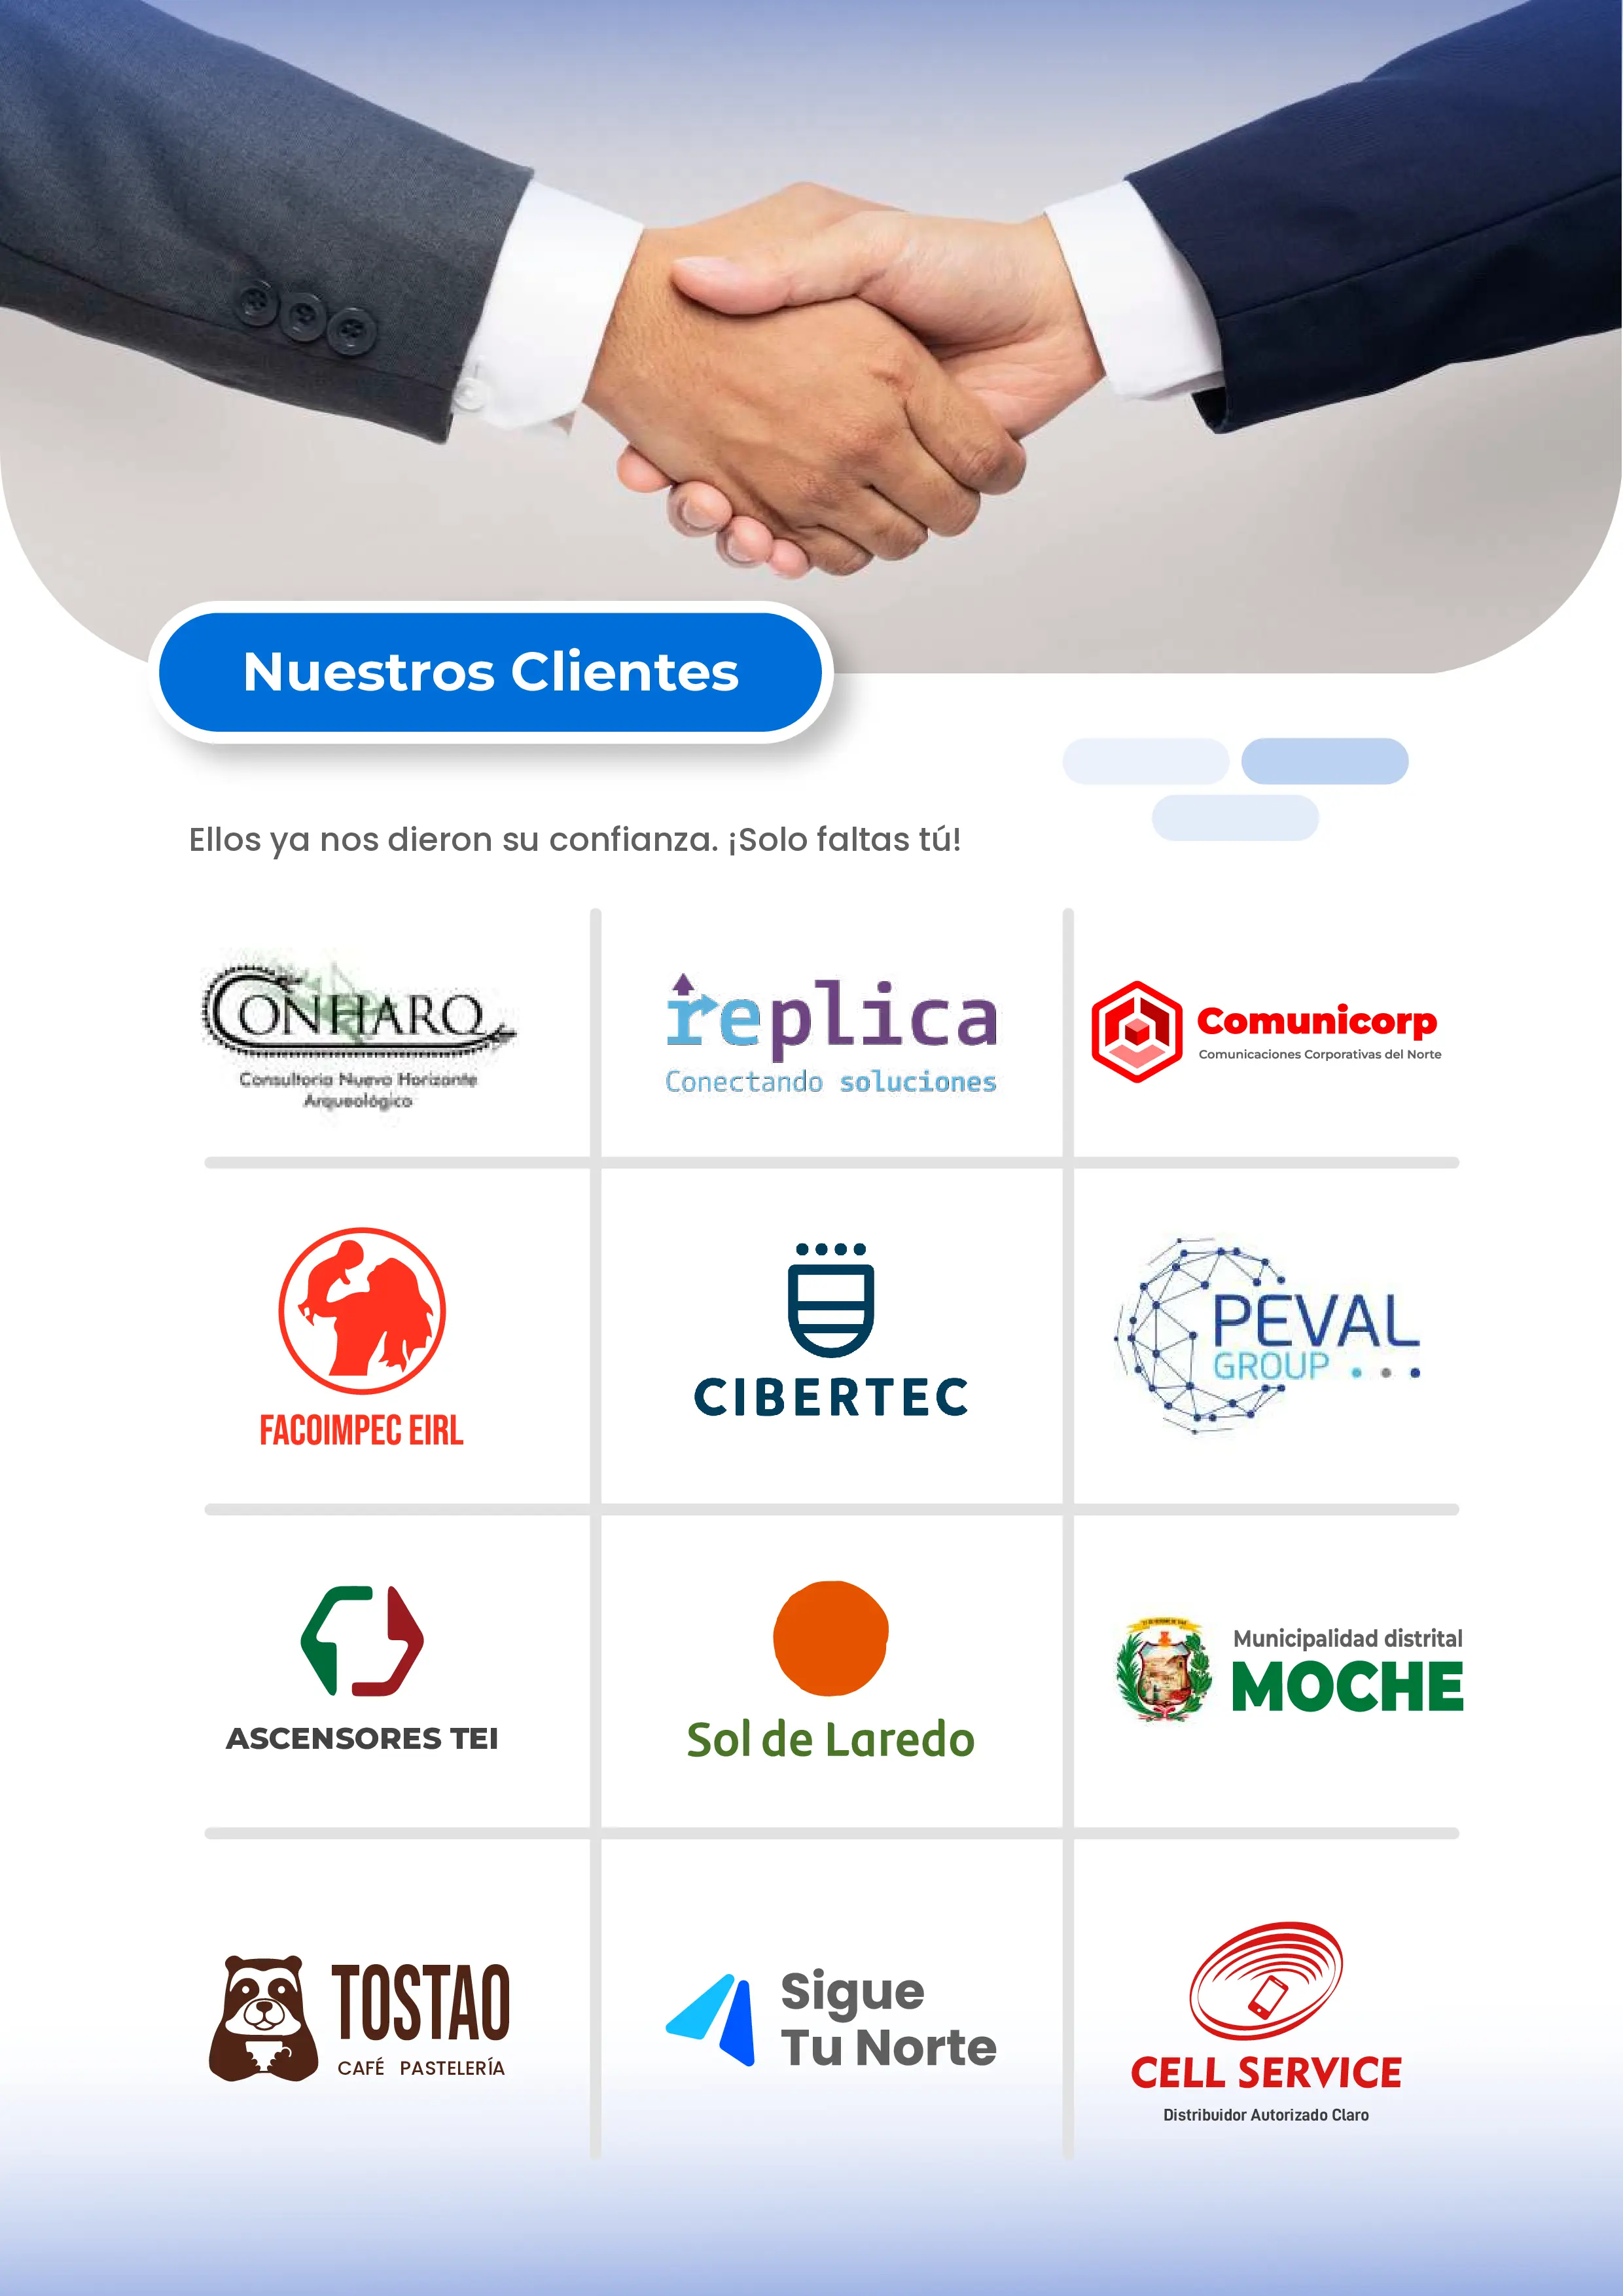 Nuestros Clientes
Ellos ya nos dieron su confianza. ¡Solo faltas tú!
CONHARQ
Consultoria Nuevo Horizonte
Arqueológico
replica
Conectando soluciones
Comunicorp
Comunicaciones Corporativas del Norte
FACOIMPEC EIRL
CIBERTEC
PEVAL
GROUP
ASCENSORES TEI
Sol de Laredo
Municipalidad distrital
MOCHE
TOSTAO
CAFÉ PASTELERÍA
Sigue
Tu Norte
CELL SERVICE
Distribuidor Autorizado Claro